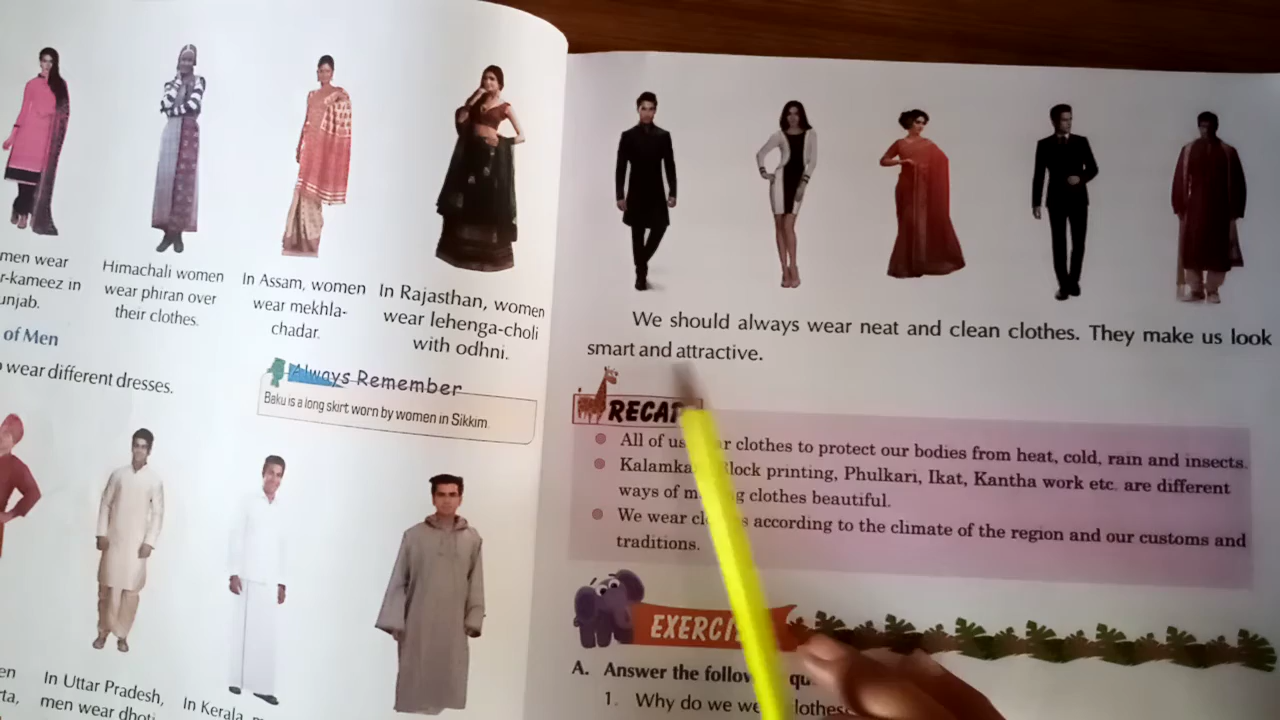 men wear
r-kameez in
unjab.
Himachali women
wear phiran over
their clothes.
In Assam, women
wear mekhla-
chadar.
In Rajasthan, women
wear lehenga-choli
with odhni.
of Men
wear different dresses.
Always Remember
Baku is a long skirt worn by women in Sikkim.
In Uttar Pradesh,
men wear dhoti
In Kerala,
We should always wear neat and clean clothes. They make us look
smart and attractive.
RECAP
All of us wear clothes to protect our bodies from heat, cold, rain and insects.
Block printing, Phulkari, Ikat, Kantha work etc. are different
ways of making clothes beautiful.
We wear clothes according to the climate of the region and our customs and
traditions.
EXERCI
A. Answer the follow
1. Why do we we clothes